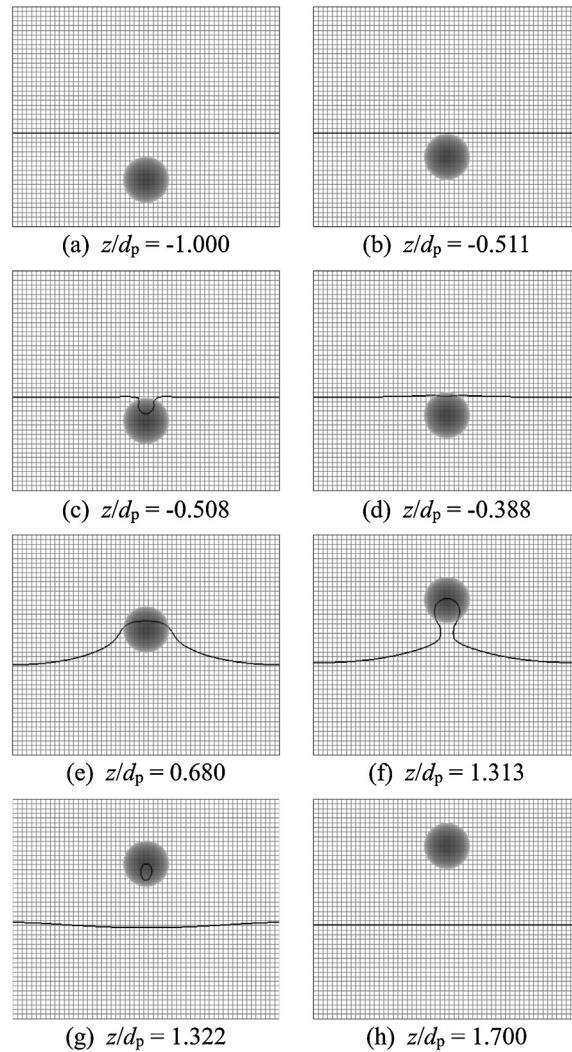 (a) z/dp = -1.000
(b) z/dp = -0.511
(c) z/dp = -0.508
(d) z/dp = -0.388
(e) z/dp = 0.680
(f) z/dp = 1.313
(g) z/dp = 1.322
(h) z/dp = 1.700